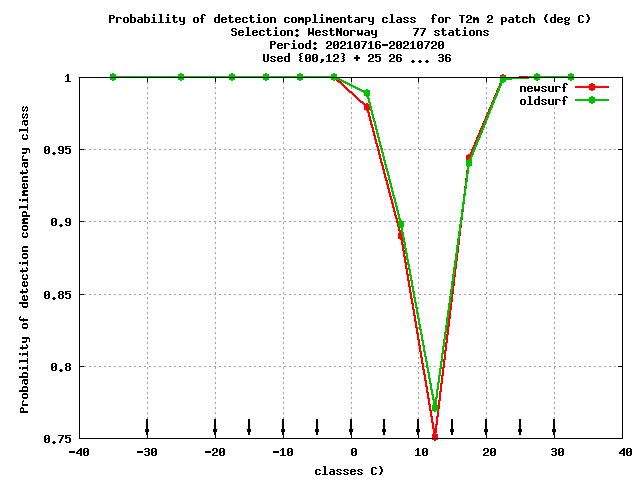 Probability of detection complimentary class  for T2m 2 patch (deg C)
Selection: WestNorway     77 stations
Period: 20210716-20210720
Used {00,12} + 25 26 ... 36
newsurf
oldsurf
Probability of detection complimentary class
1
0.95
0.9
0.85
0.8
0.75
-40 -30 -20 -10 0 10 20 30 40
classes C)